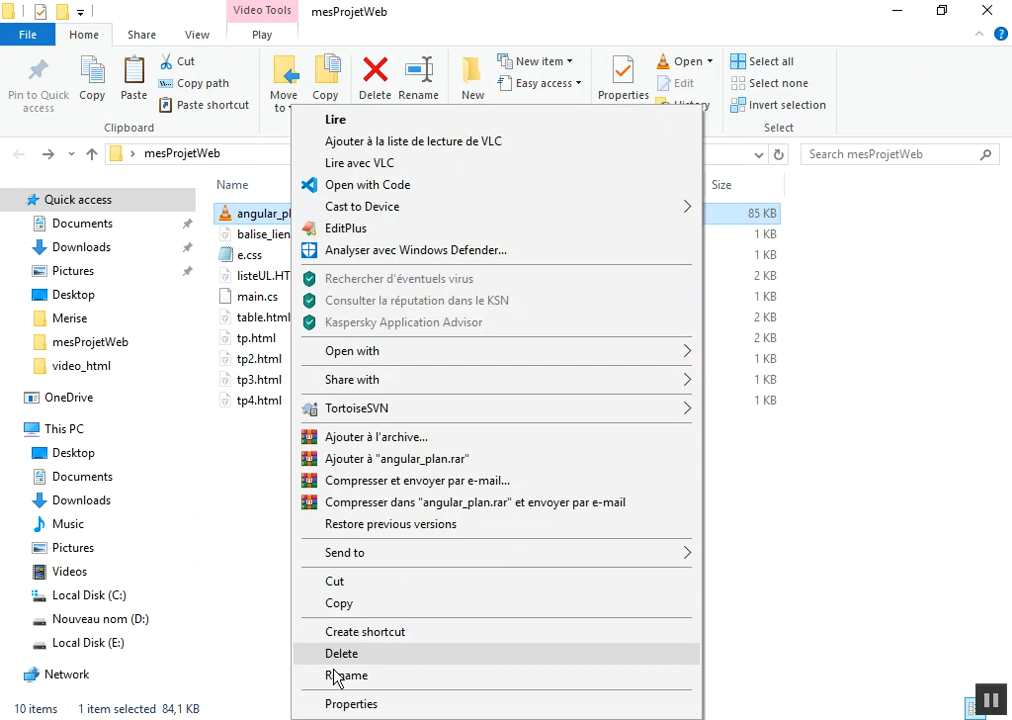 Video Tools
mesProjetWeb
File
Home
Share
View
Play
Pin to Quick access
Copy
Paste
Cut
Copy path
Paste shortcut
Move to
Copy
Delete
Rename
New
New item
Easy access
Properties
Open
Edit
History
Select all
Select none
Invert selection
Clipboard
Select
mesProjetWeb
Search mesProjetWeb
Name
Size
Quick access
Documents
Downloads
Pictures
Desktop
Merise
mesProjetWeb
video_html
OneDrive
This PC
Desktop
Documents
Downloads
Music
Pictures
Videos
Local Disk (C:)
Nouveau nom (D:)
Local Disk (E:)
Network
angular_pl
85 KB
balise_lien
1 KB
e.css
1 KB
listeUL.HT
2 KB
main.cs
1 KB
table.html
2 KB
tp.html
2 KB
tp2.html
1 KB
tp3.html
1 KB
tp4.html
1 KB
Lire
Ajouter à la liste de lecture de VLC
Lire avec VLC
Open with Code
Cast to Device
EditPlus
Analyser avec Windows Defender...
Rechercher d'éventuels virus
Consulter la réputation dans le KSN
Kaspersky Application Advisor
Open with
Share with
TortoiseSVN
Ajouter à l'archive...
Ajouter à "angular_plan.rar"
Compresser et envoyer par e-mail...
Compresser dans "angular_plan.rar" et envoyer par e-mail
Restore previous versions
Send to
Cut
Copy
Create shortcut
Delete
Rename
Properties
10 items
1 item selected 84,1 KB